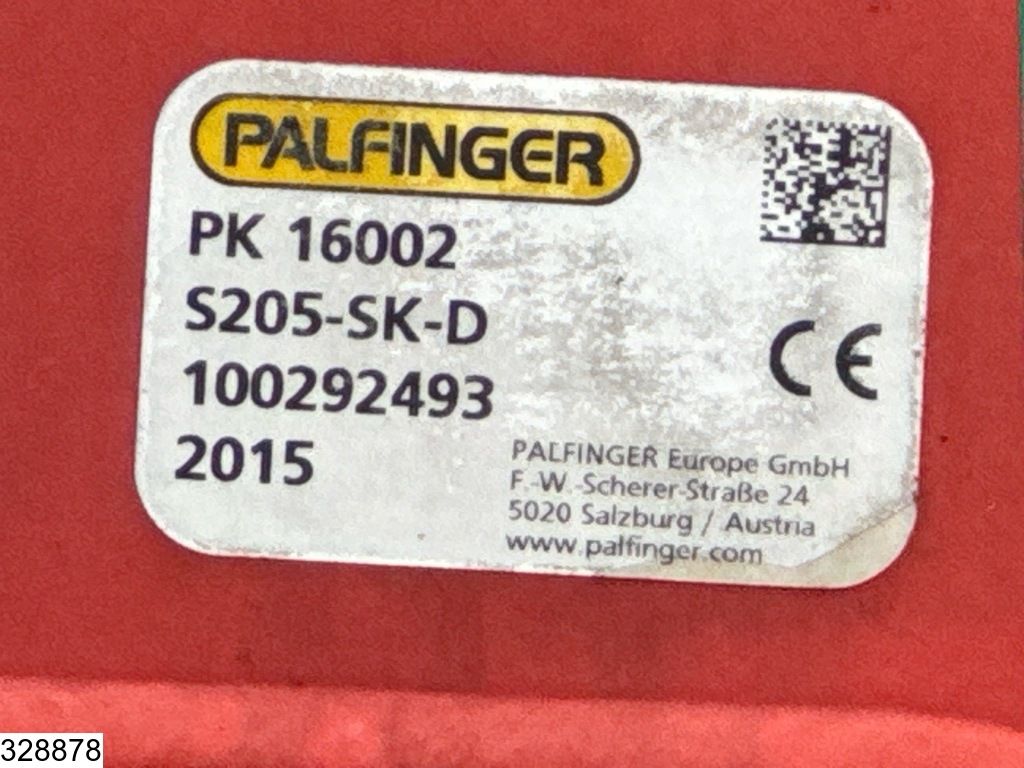 PALFINGER
PK 16002
S205-SK-D
100292493
2015
CE
PALFINGER Europe GmbH
F.-W.-Scherer-Straße 24
5020 Salzburg / Austria
www.palfinger.com
328878